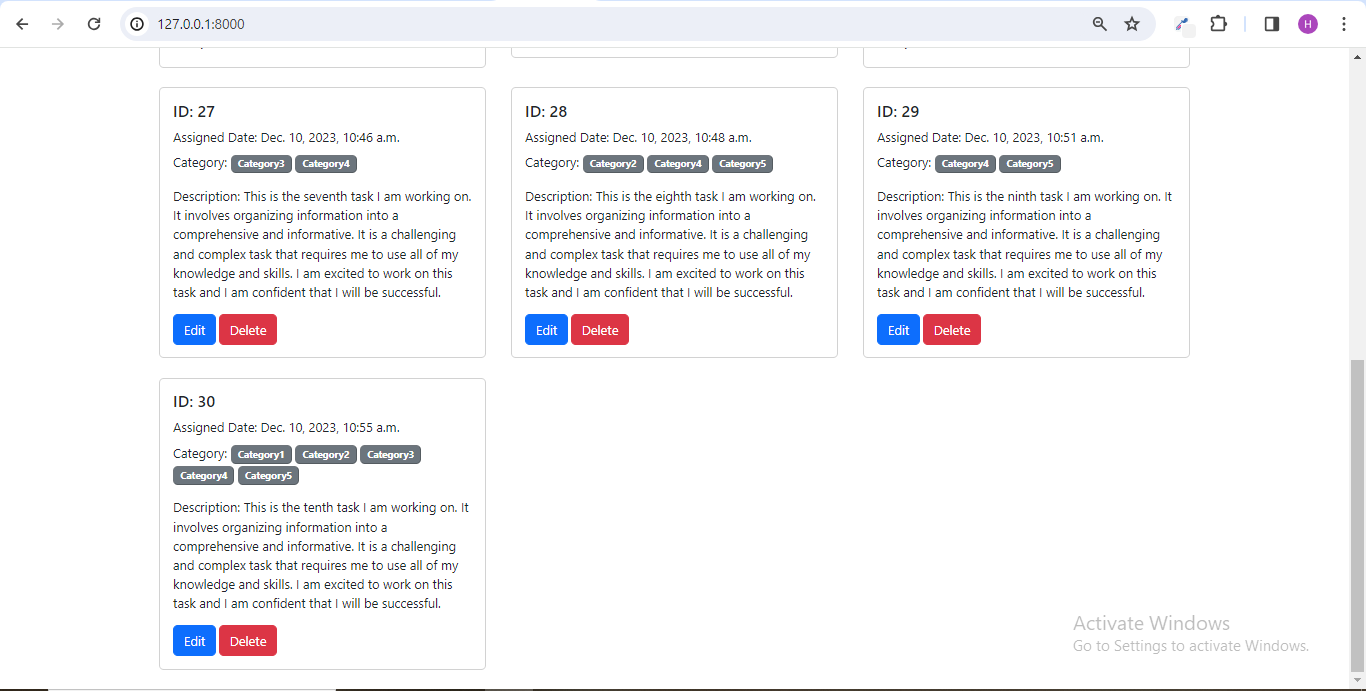 127.0.0.1:8000
H
ID: 27
Assigned Date: Dec. 10, 2023, 10:46 a.m.
Category: Category3 Category4
Description: This is the seventh task I am working on.
It involves organizing information into a
comprehensive and informative. It is a challenging
and complex task that requires me to use all of my
knowledge and skills. I am excited to work on this
task and I am confident that I will be successful.
Edit Delete
ID: 28
Assigned Date: Dec. 10, 2023, 10:48 a.m.
Category: Category2 Category4 Category5
Description: This is the eighth task I am working on.
It involves organizing information into a
comprehensive and informative. It is a challenging
and complex task that requires me to use all of my
knowledge and skills. I am excited to work on this
task and I am confident that I will be successful.
Edit Delete
ID: 29
Assigned Date: Dec. 10, 2023, 10:51 a.m.
Category: Category4 Category5
Description: This is the ninth task I am working on. It
involves organizing information into a
comprehensive and informative. It is a challenging
and complex task that requires me to use all of my
knowledge and skills. I am excited to work on this
task and I am confident that I will be successful.
Edit Delete
ID: 30
Assigned Date: Dec. 10, 2023, 10:55 a.m.
Category: Category1 Category2 Category3
Category4 Category5
Description: This is the tenth task I am working on. It
involves organizing information into a
comprehensive and informative. It is a challenging
and complex task that requires me to use all of my
knowledge and skills. I am excited to work on this
task and I am confident that I will be successful.
Edit Delete
Activate Windows
Go to Settings to activate Windows.